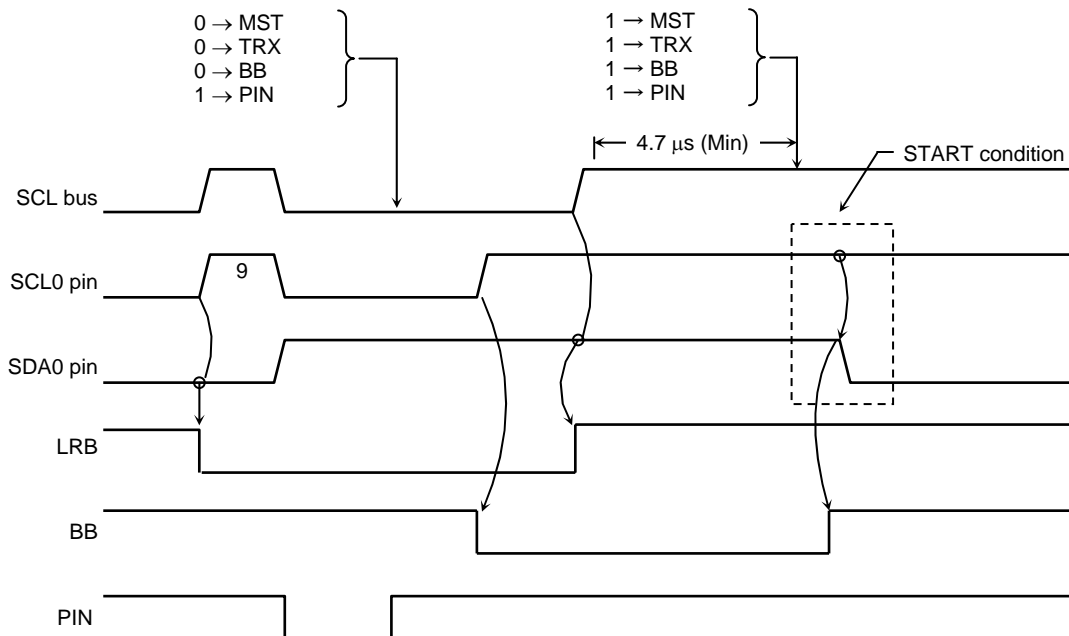 0 → MST
0 → TRX
0 → BB
1 → PIN
1 → MST
1 → TRX
1 → BB
1 → PIN
4.7 μs (Min)
START condition
SCL bus
SCL0 pin
9
SDA0 pin
LRB
BB
PIN